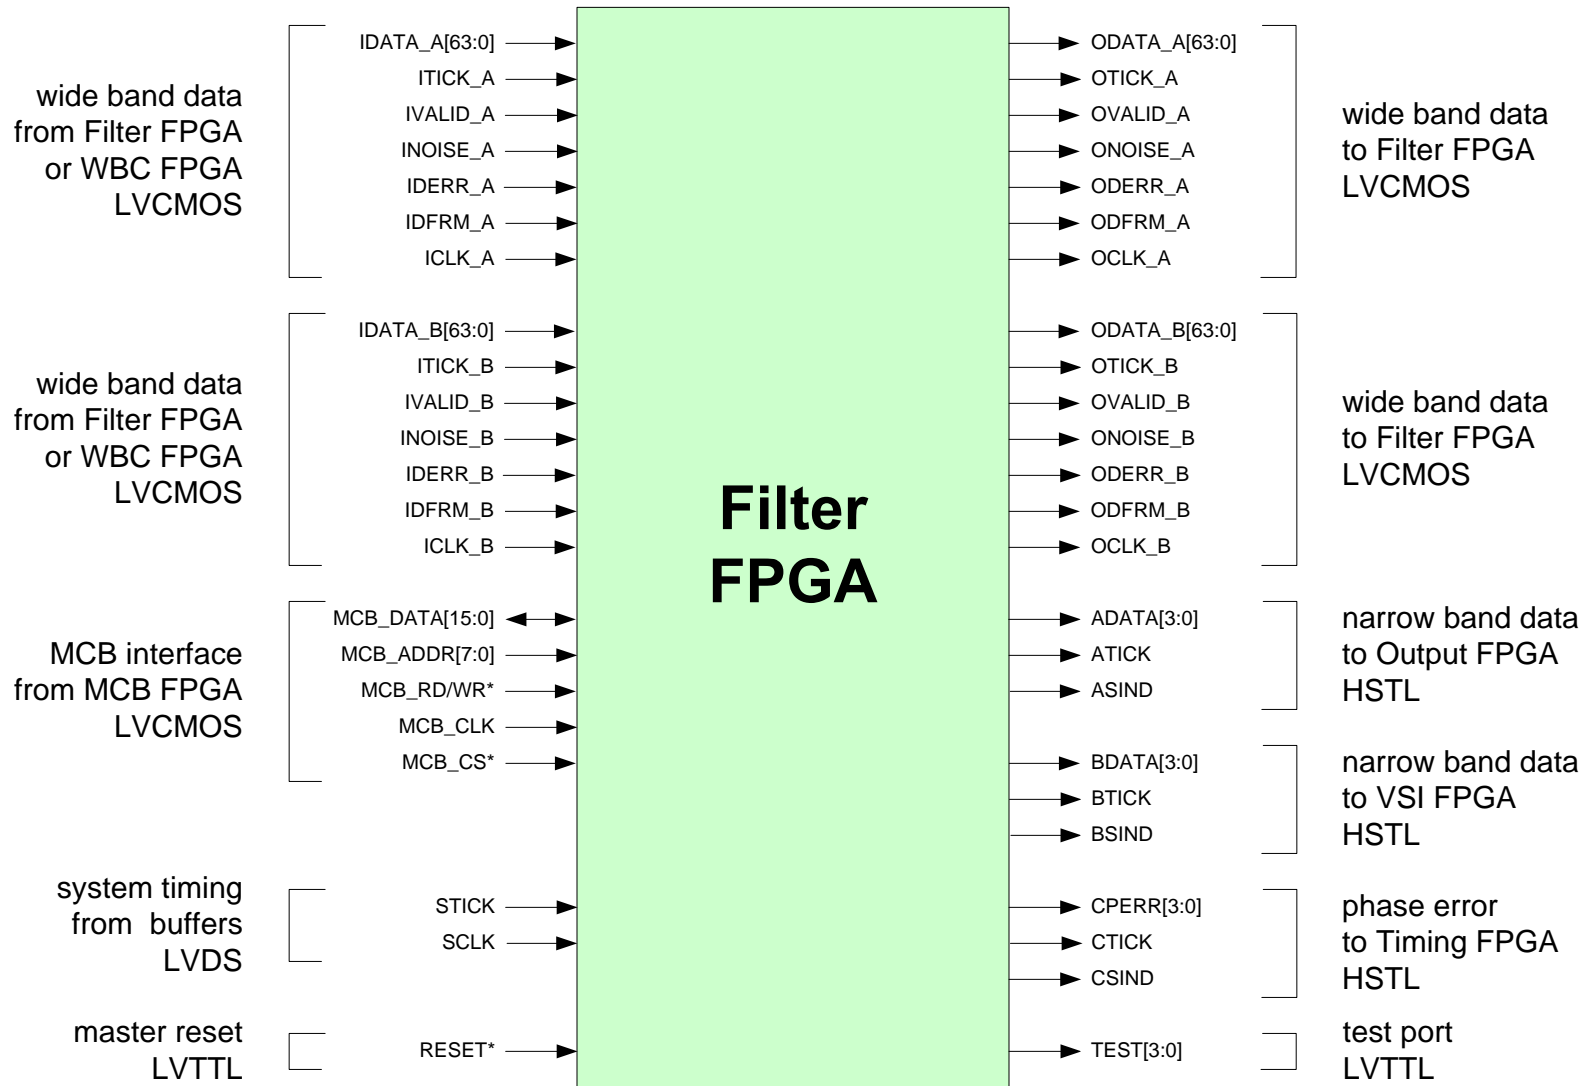 wide band data
from Filter FPGA
or WBC FPGA
LVCMOS
IDATA_A[63:0]
ITICK_A
IVALID_A
INOISE_A
IDERR_A
IDFRM_A
ICLK_A
wide band data
from Filter FPGA
or WBC FPGA
LVCMOS
IDATA_B[63:0]
ITICK_B
IVALID_B
INOISE_B
IDERR_B
IDFRM_B
ICLK_B
MCB interface
from MCB FPGA
LVCMOS
MCB_DATA[15:0]
MCB_ADDR[7:0]
MCB_RD/WR*
MCB_CLK
MCB_CS*
system timing
from buffers
LVDS
STICK
SCLK
master reset
LVTTL
RESET*
Filter
FPGA
ODATA_A[63:0]
OTICK_A
OVALID_A
ONOISE_A
ODERR_A
ODFRM_A
OCLK_A
wide band data
to Filter FPGA
LVCMOS
ODATA_B[63:0]
OTICK_B
OVALID_B
ONOISE_B
ODERR_B
ODFRM_B
OCLK_B
wide band data
to Filter FPGA
LVCMOS
ADATA[3:0]
ATICK
ASIND
narrow band data
to Output FPGA
HSTL
BDATA[3:0]
BTICK
BSIND
narrow band data
to VSI FPGA
HSTL
CPERR[3:0]
CTICK
CSIND
phase error
to Timing FPGA
HSTL
TEST[3:0]
test port
LVTTL